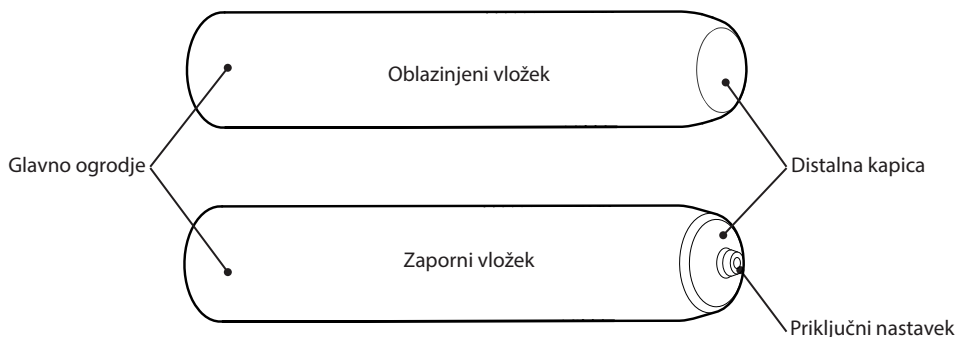 Oblazinjeni vložek
Glavno ogrodje
Distalna kapica
Zaporni vložek
Priključni nastavek